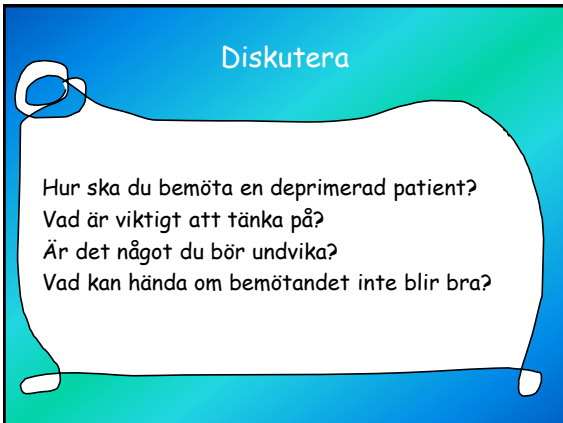 Diskutera
Hur ska du bemöta en deprimerad patient?
Vad är viktigt att tänka på?
Är det något du bör undvika?
Vad kan hända om bemötandet inte blir bra?